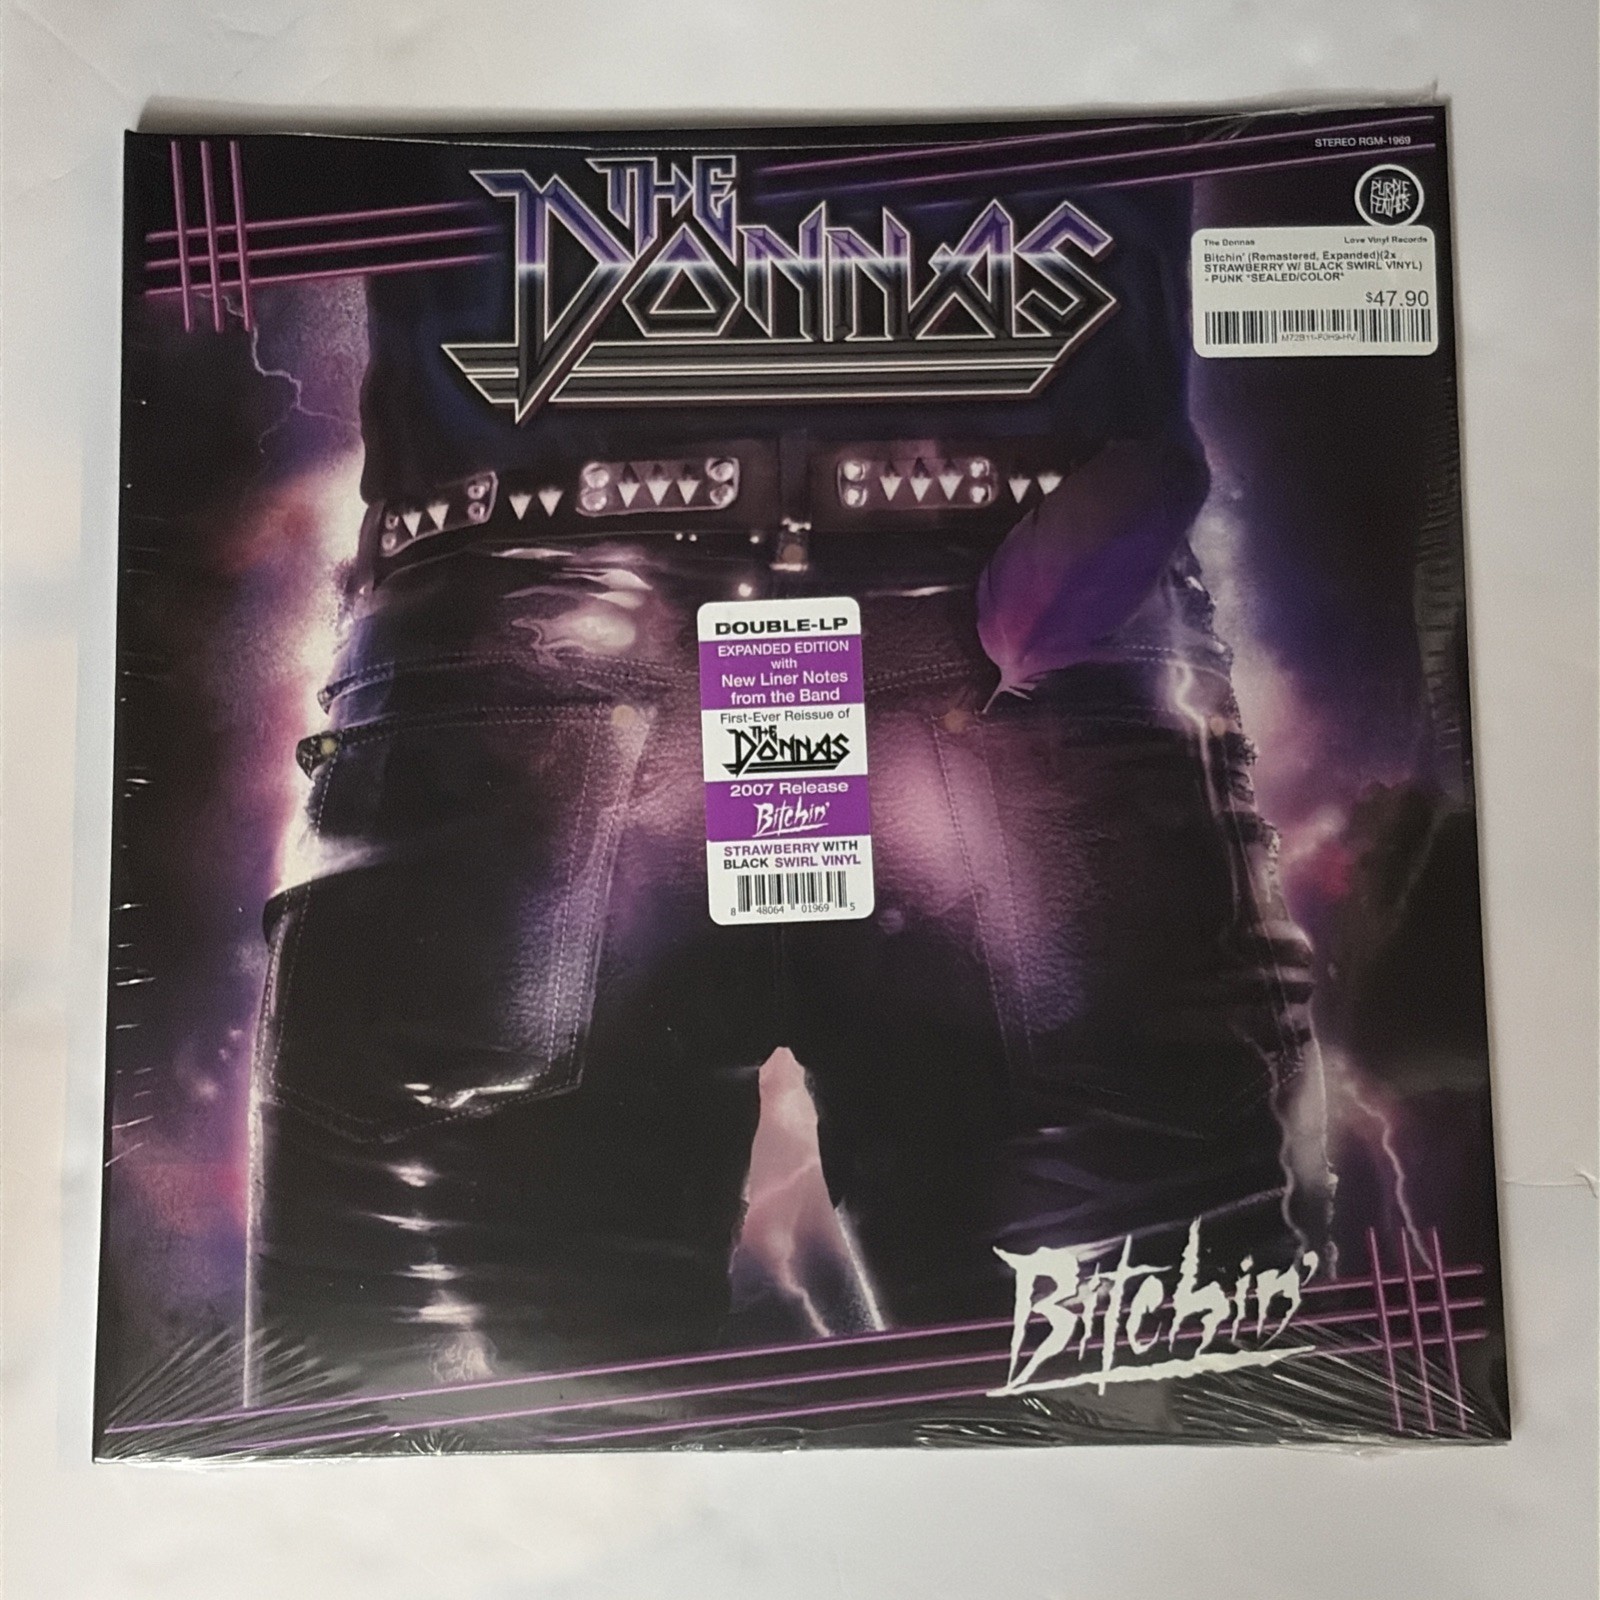 THE
DONNAS
STEREO RGM-1969
PURPLE
FEATHER
The Donnas Love Vinyl Records
Bitchin' (Remastered, Expanded)(2x
STRAWBERRY W/ BLACK SWIRL VINYL)
- PUNK *SEALED/COLOR*
$47.90
DOUBLE-LP
EXPANDED EDITION
with
New Liner Notes
from the Band
First-Ever Reissue of
THE
DONNAS
2007 Release
Bitchin'
STRAWBERRY WITH
BLACK SWIRL VINYL
8 48064 01969 5
Bitchin'